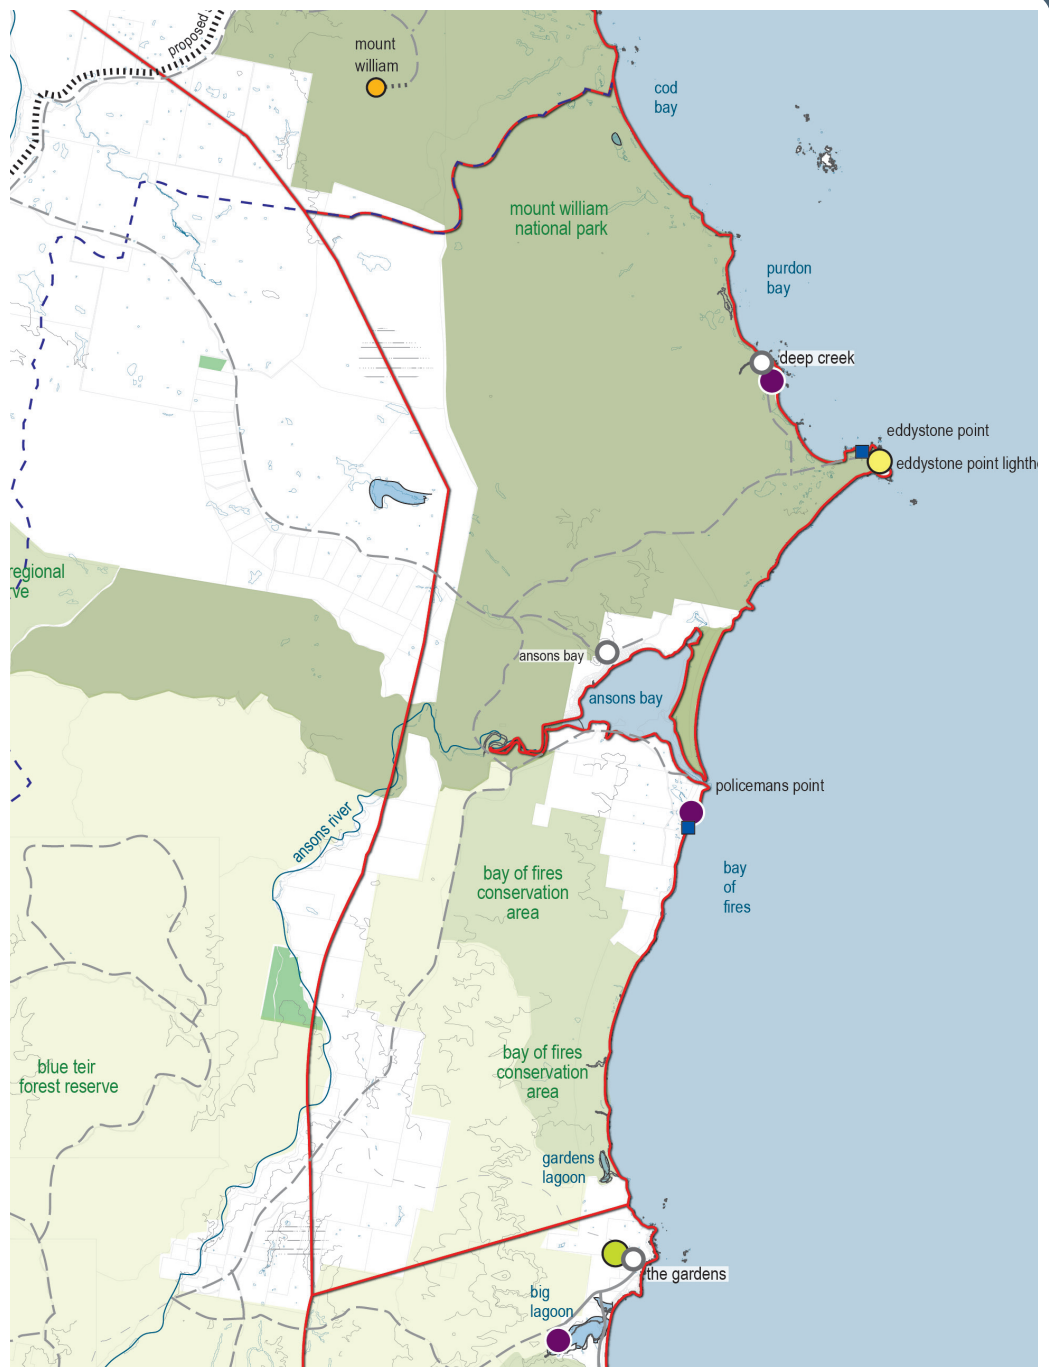 proposed
mount
william
cod
bay
mount william
national park
purdon
bay
deep creek
eddystone point
eddystone point lighth
regional
rve
ansons bay
ansons bay
policemans point
ansons river
bay
of
fires
bay of fires
conservation
area
bay of fires
conservation
area
blue teir
forest reserve
gardens
lagoon
the gardens
big
lagoon